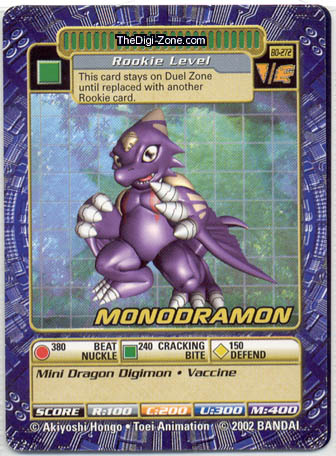 TheDigi-Zone.com
BO-272
Rookie Level
This card stays on Duel Zone
until replaced with another
Rookie card.
MONODRAMON
380 BEAT NUCKLE
240 CRACKING BITE
150 DEFEND
Mini Dragon Digimon • Vaccine
SCORE R:100 C:200 U:300 M:400
© Akiyoshi/Hongo • Toei Animation © 2002 BANDAI